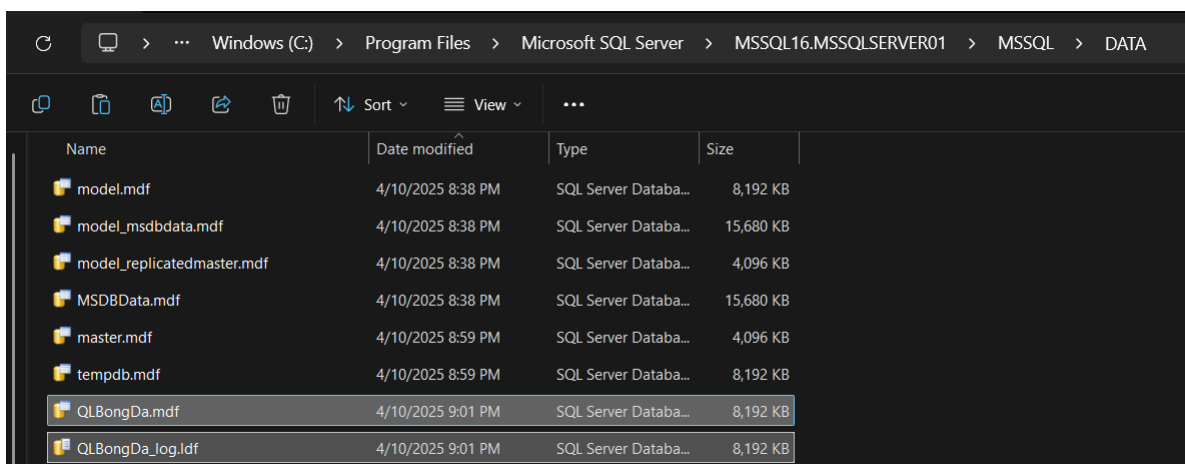 Windows (C:) > Program Files > Microsoft SQL Server > MSSQL16.MSSQLSERVER01 > MSSQL > DATA
Sort View
Name Date modified Type Size
model.mdf 4/10/2025 8:38 PM SQL Server Databa... 8,192 KB
model_msdbdata.mdf 4/10/2025 8:38 PM SQL Server Databa... 15,680 KB
model_replicatedmaster.mdf 4/10/2025 8:38 PM SQL Server Databa... 4,096 KB
MSDBData.mdf 4/10/2025 8:38 PM SQL Server Databa... 15,680 KB
master.mdf 4/10/2025 8:59 PM SQL Server Databa... 4,096 KB
tempdb.mdf 4/10/2025 8:59 PM SQL Server Databa... 8,192 KB
QLBongDa.mdf 4/10/2025 9:01 PM SQL Server Databa... 8,192 KB
QLBongDa_log.ldf 4/10/2025 9:01 PM SQL Server Databa... 8,192 KB